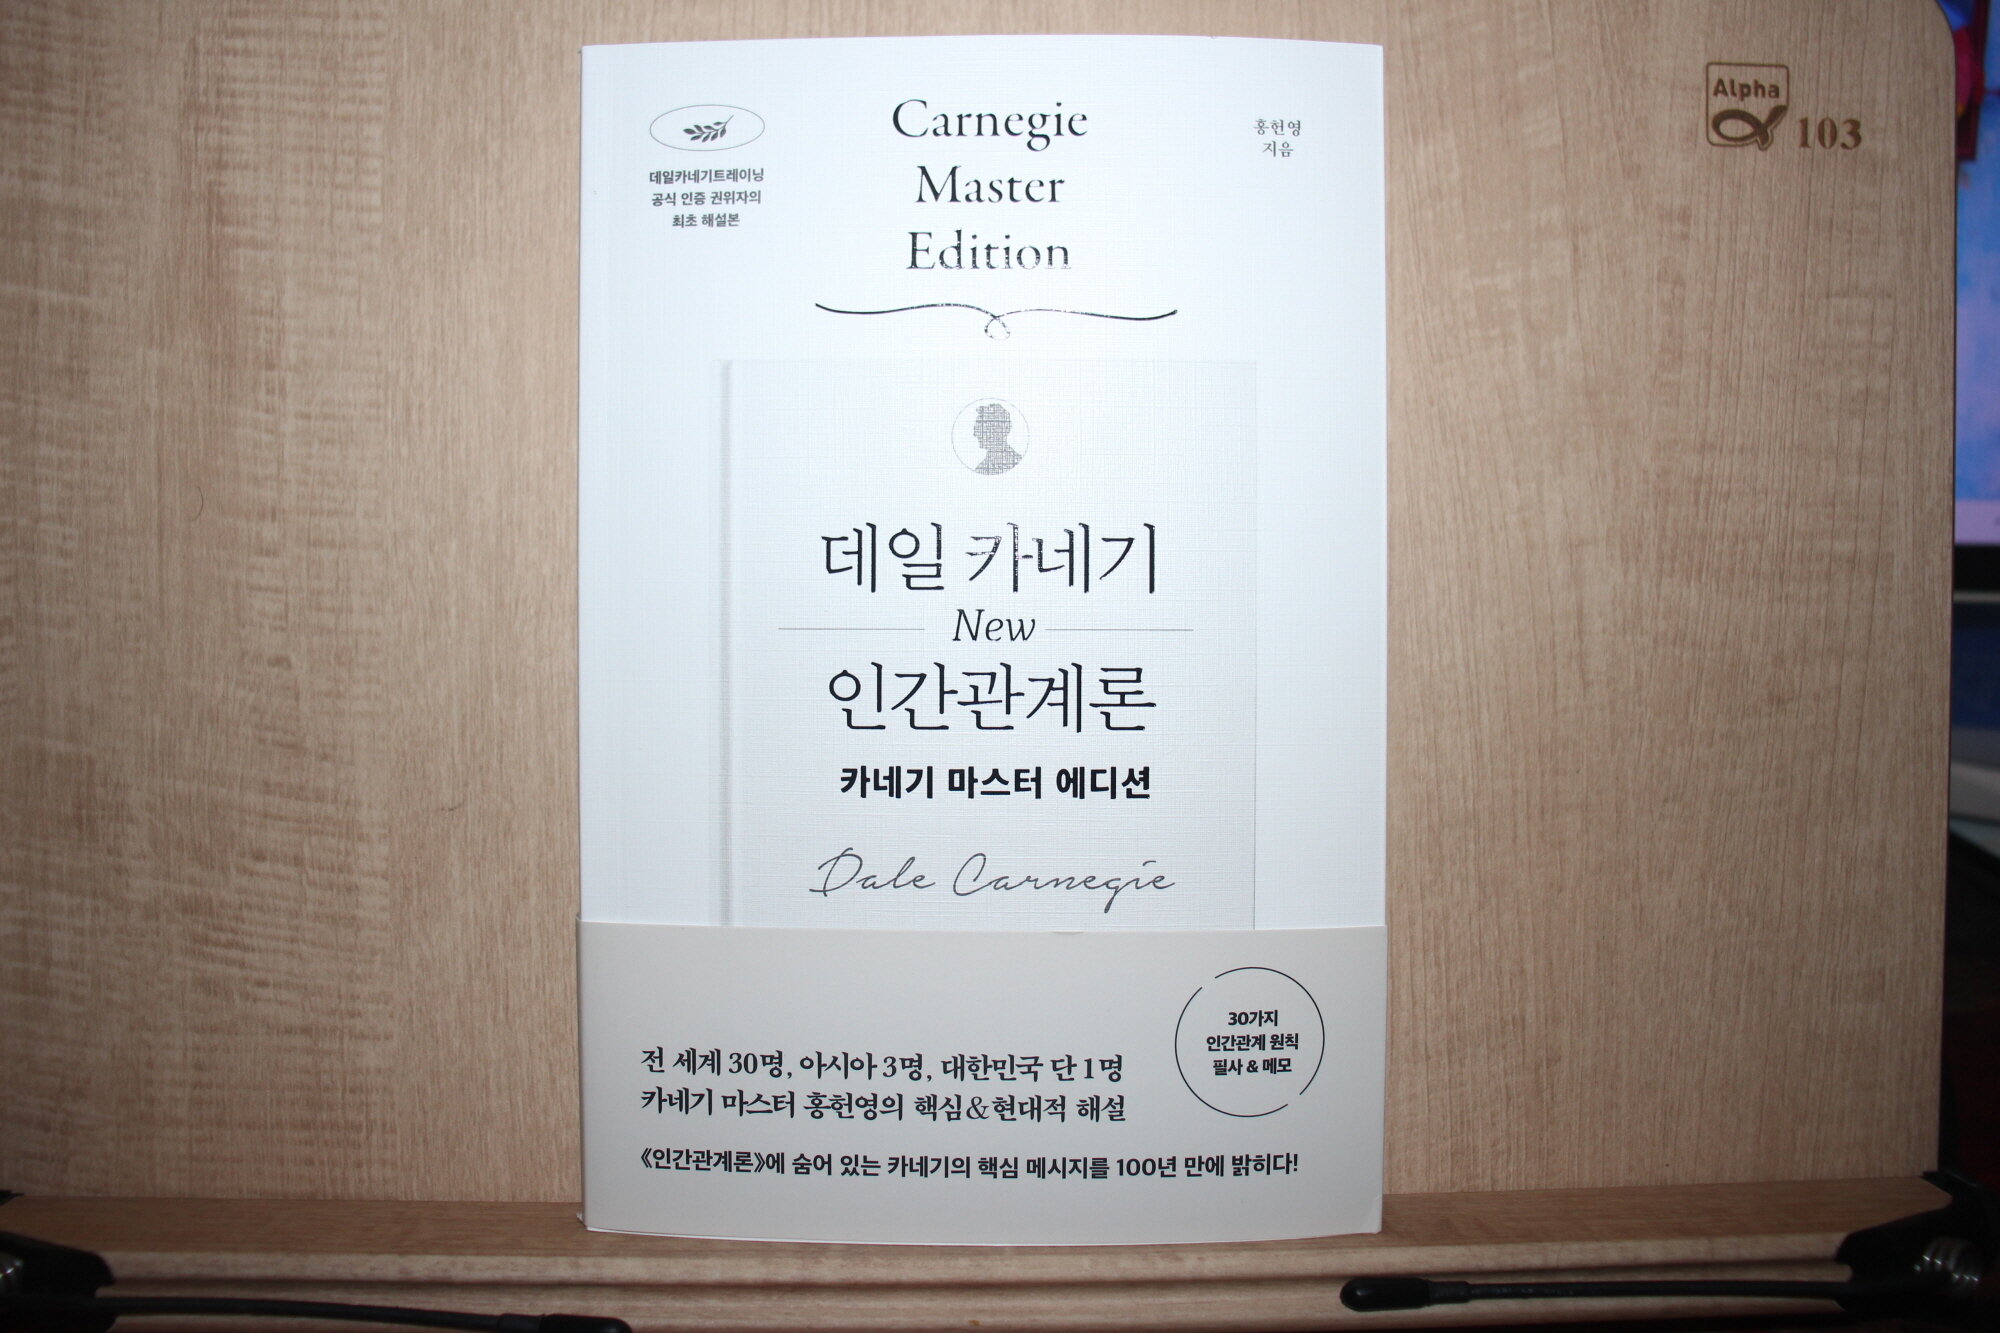 Carnegie
Master
Edition
데일카네기트레이닝
공식 인증 권위자의
최초 해설본
홍헌영
지음
Alpha
103
데일 카네기
New
인간관계론
카네기 마스터 에디션
Dale Carnegie
30가지
인간관계 원칙
필사 & 메모
전 세계 30명, 아시아 3명, 대한민국 단 1명
카네기 마스터 홍헌영의 핵심&현대적 해설
《인간관계론》에 숨어 있는 카네기의 핵심 메시지를 100년 만에 밝히다!